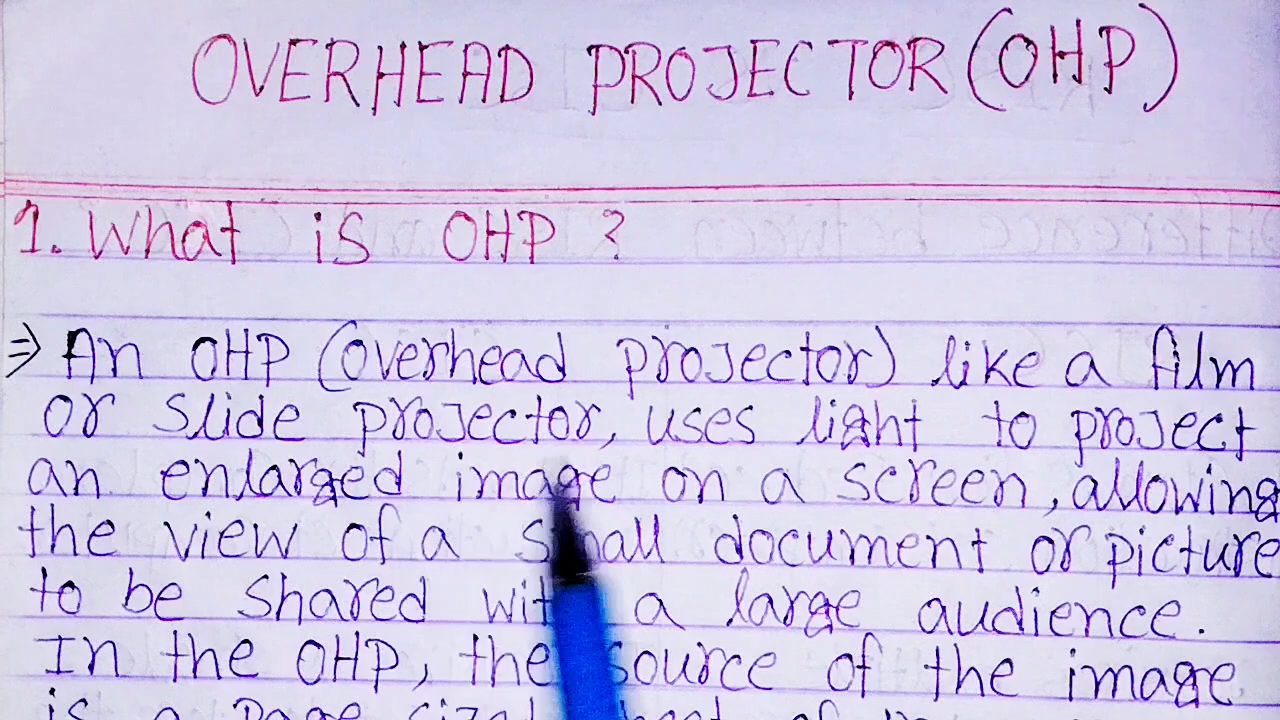 OVERHEAD PROJECTOR (OHP)
1. What is OHP ?
⇒ An OHP (overhead projector) like a film
or slide projector, uses light to project
an enlarged image on a screen, allowing
the view of a small document or picture
to be shared with a large audience.
In the OHP, the source of the image
is a page